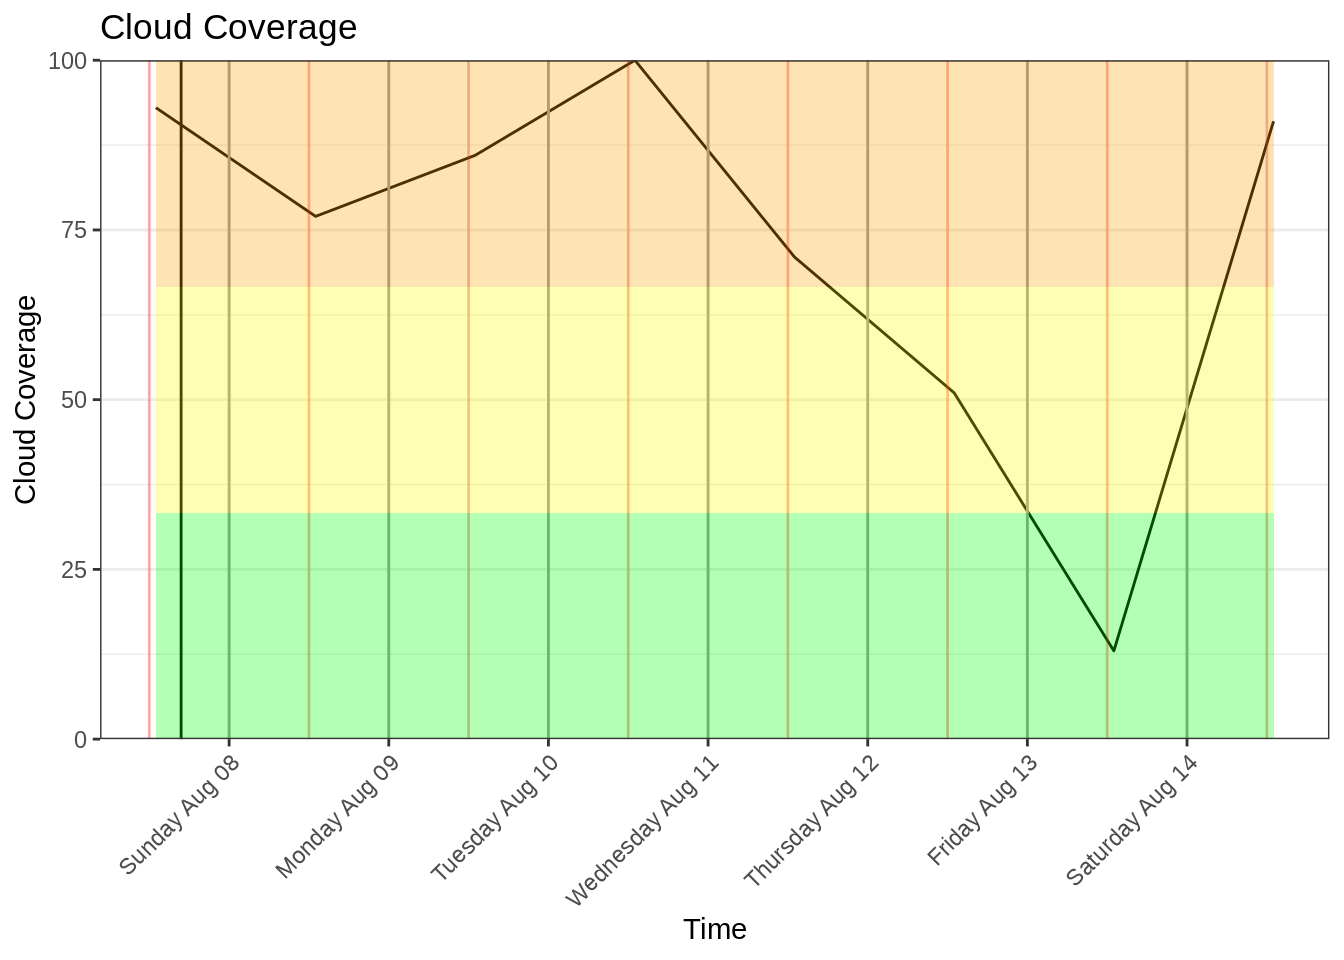 Cloud Coverage
100
75
50
25
0
Cloud Coverage
Sunday Aug 08
Monday Aug 09
Tuesday Aug 10
Wednesday Aug 11
Thursday Aug 12
Friday Aug 13
Saturday Aug 14
Time